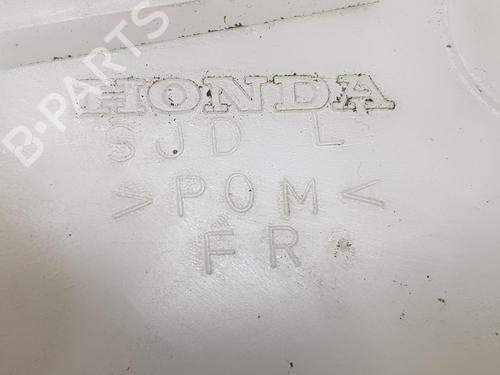 B-PARTS
HONDA
SJD L
>POM<
FR